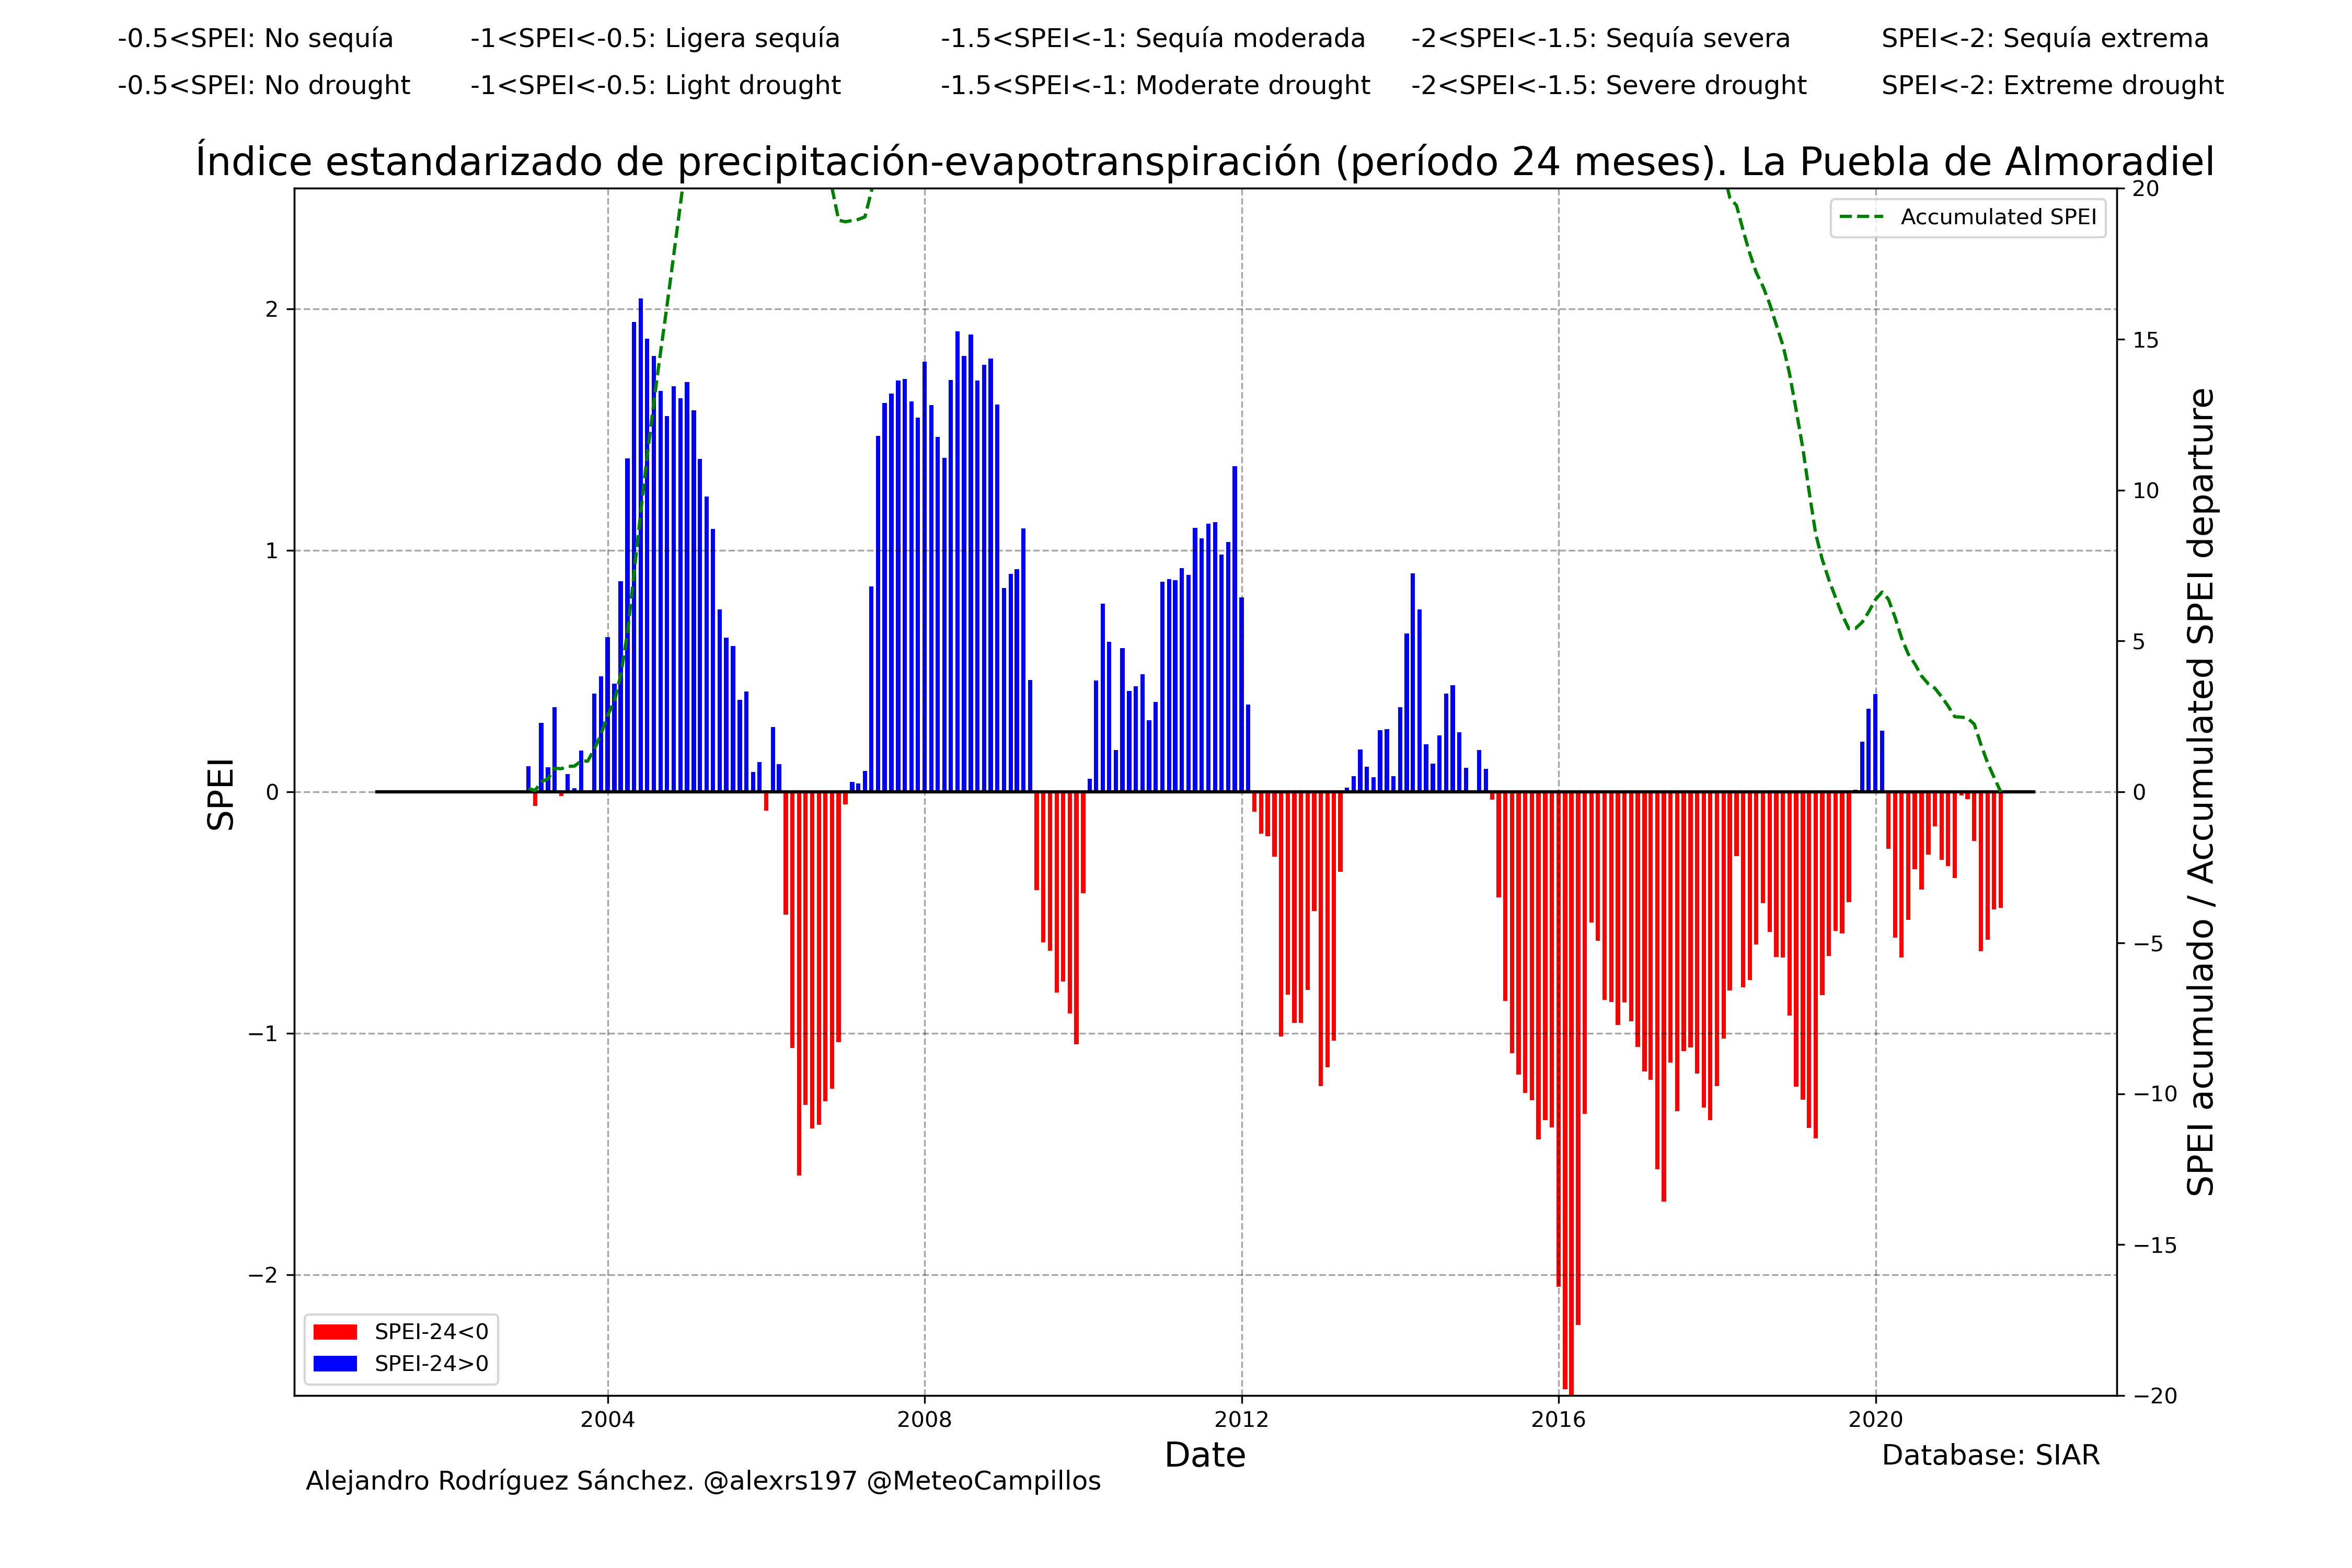 -0.5<SPEI: No sequía -1<SPEI<-0.5: Ligera sequía -1.5<SPEI<-1: Sequía moderada -2<SPEI<-1.5: Sequía severa SPEI<-2: Sequía extrema
-0.5<SPEI: No drought -1<SPEI<-0.5: Light drought -1.5<SPEI<-1: Moderate drought -2<SPEI<-1.5: Severe drought SPEI<-2: Extreme drought
Índice estandarizado de precipitación-evapotranspiración (período 24 meses). La Puebla de Almoradiel
Accumulated SPEI
SPEI
2
1
0
−1
−2
20
15
10
5
0
−5
−10
−15
−20
SPEI acumulado / Accumulated SPEI departure
SPEI-24<0
SPEI-24>0
2004 2008 2012 2016 2020
Date
Database: SIAR
Alejandro Rodríguez Sánchez. @alexrs197 @MeteoCampillos